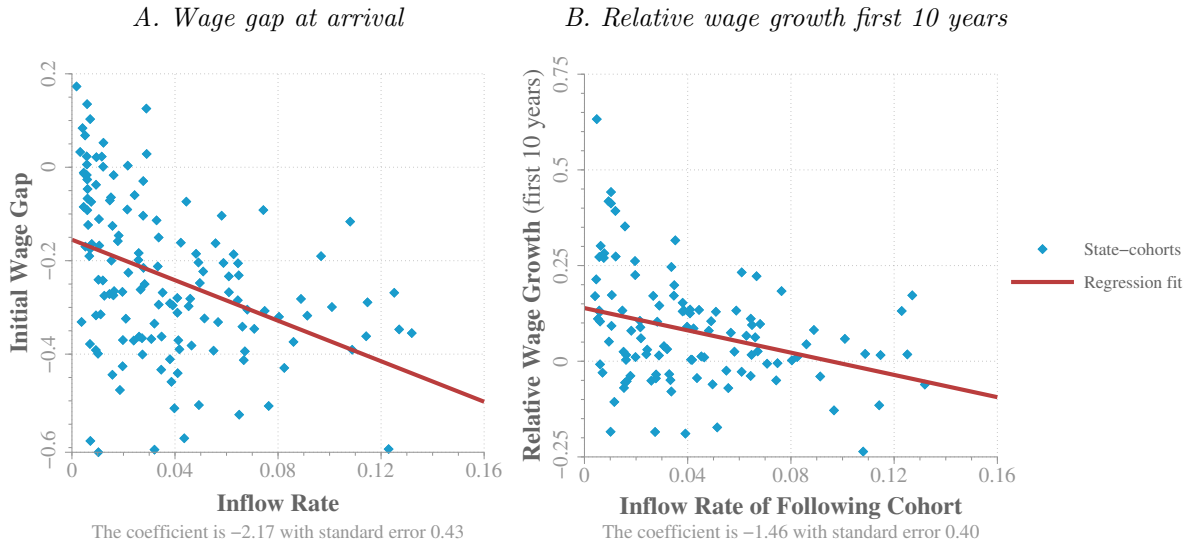 A. Wage gap at arrival
B. Relative wage growth first 10 years
0.2
0
−0.2
−0.4
−0.6
Initial Wage Gap
0
0.04
0.08
0.12
0.16
Inflow Rate
The coefficient is −2.17 with standard error 0.43
0.75
0.5
0.25
0
−0.25
Relative Wage Growth (first 10 years)
0
0.04
0.08
0.12
0.16
Inflow Rate of Following Cohort
The coefficient is −1.46 with standard error 0.40
State−cohorts
Regression fit